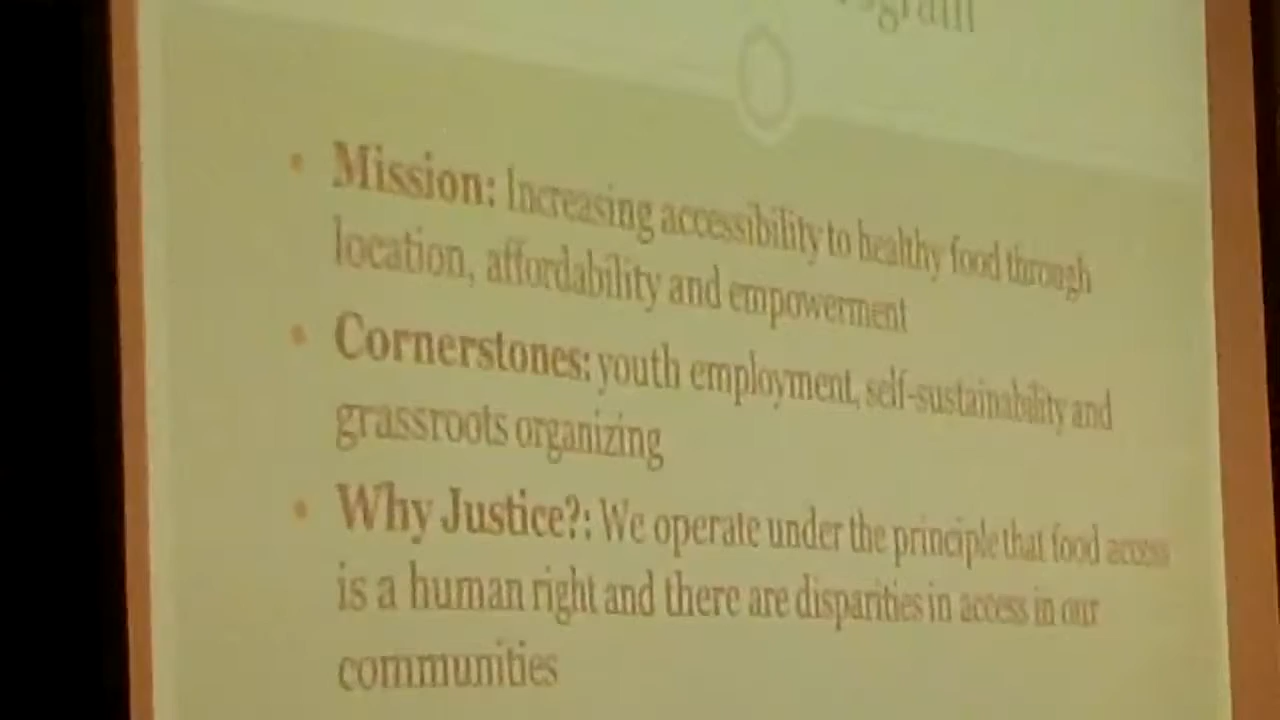 • Mission: Increasing accessibility to healthy food through
location, affordability and empowerment
• Cornerstones: youth employment, self-sustainability and
grassroots organizing
• Why Justice?: We operate under the principle that food access
is a human right and there are disparities in access in our
communities